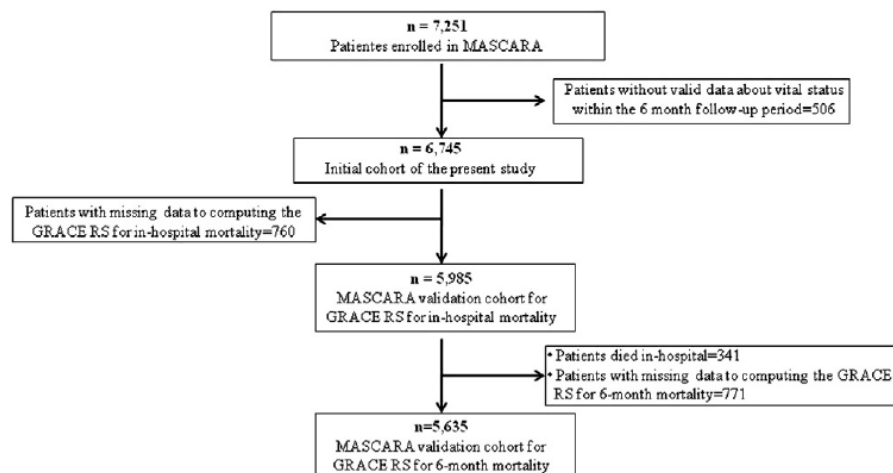 n = 7,251
Patientes enrolled in MASCARA
Patients without valid data about vital status
within the 6 month follow-up period=506
n = 6,745
Initial cohort of the present study
Patients with missing data to computing the
GRACE RS for in-hospital mortality=760
n = 5,985
MASCARA validation cohort for
GRACE RS for in-hospital mortality
• Patients died in-hospital=341
• Patients with missing data to computing the GRACE
RS for 6-month mortality=771
n=5,635
MASCARA validation cohort for
GRACE RS for 6-month mortality